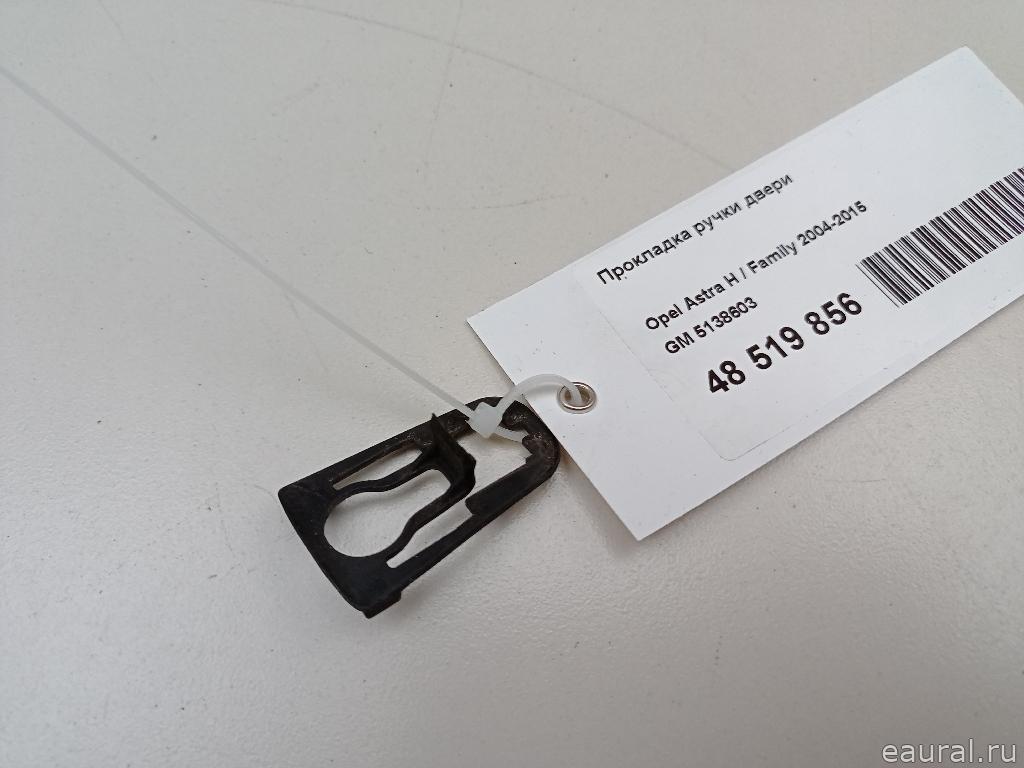 Прокладка ручки двери
Opel Astra H / Family 2004-2015
GM 5138603
48 519 856
eaural.ru